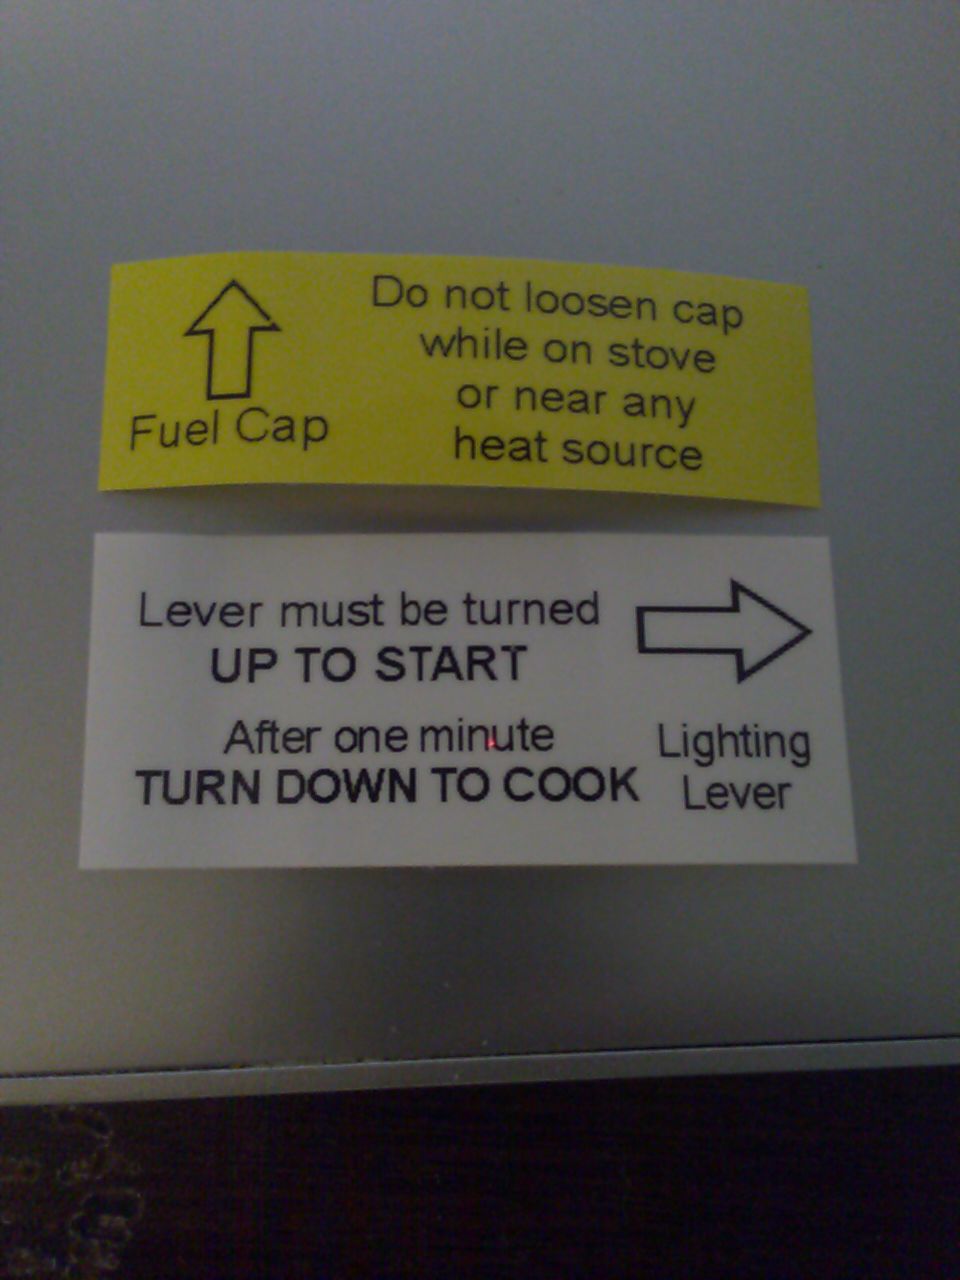 Do not loosen cap
while on stove
or near any
heat source
Fuel Cap
Lever must be turned
UP TO START
After one minute
TURN DOWN TO COOK
Lighting
Lever